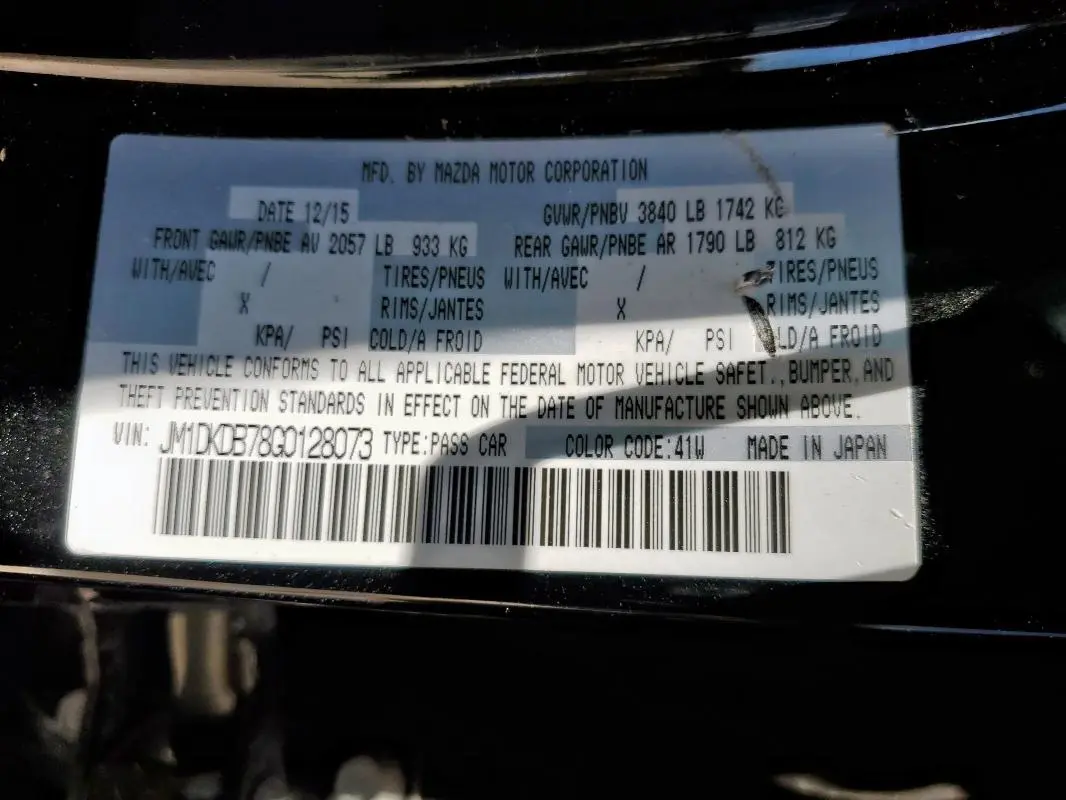 MFD. BY MAZDA MOTOR CORPORATION
DATE 12/15 GVWR/PNBV 3840 LB 1742 KG
FRONT GAWR/PNBE AV 2057 LB 933 KG REAR GAWR/PNBE AR 1790 LB 812 KG
WITH/AVEC / TIRES/PNEUS WITH/AVEC / TIRES/PNEUS
X RIMS/JANTES X RIMS/JANTES
KPA/ PSI COLD/A FROID KPA/ PSI COLD/A FROID
THIS VEHICLE CONFORMS TO ALL APPLICABLE FEDERAL MOTOR VEHICLE SAFETY, BUMPER, AND
THEFT PREVENTION STANDARDS IN EFFECT ON THE DATE OF MANUFACTURE SHOWN ABOVE.
VIN: JM1DKDB78G0128073 TYPE:PASS CAR COLOR CODE:41W MADE IN JAPAN